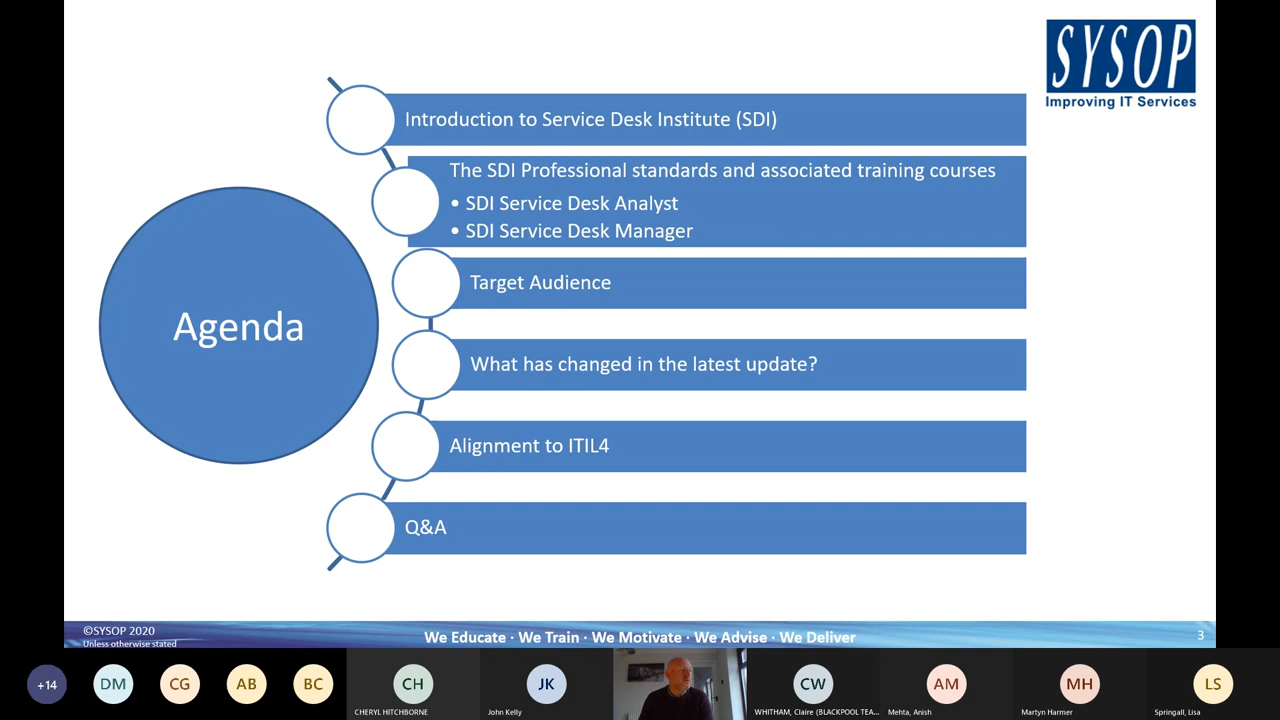 SYSOP
Improving IT Services
Agenda
Introduction to Service Desk Institute (SDI)
The SDI Professional standards and associated training courses
• SDI Service Desk Analyst
• SDI Service Desk Manager
Target Audience
What has changed in the latest update?
Alignment to ITIL4
Q&A
©SYSOP 2020
Unless otherwise stated
We Educate · We Train · We Motivate · We Advise · We Deliver
3
+14
DM
CG
AB
BC
CH
CHERYL HITCHBORNE
JK
John Kelly
CW
WHITHAM, Claire (BLACKPOOL TEA...
AM
Mehta, Anish
MH
Martyn Harmer
LS
Springall, Lisa